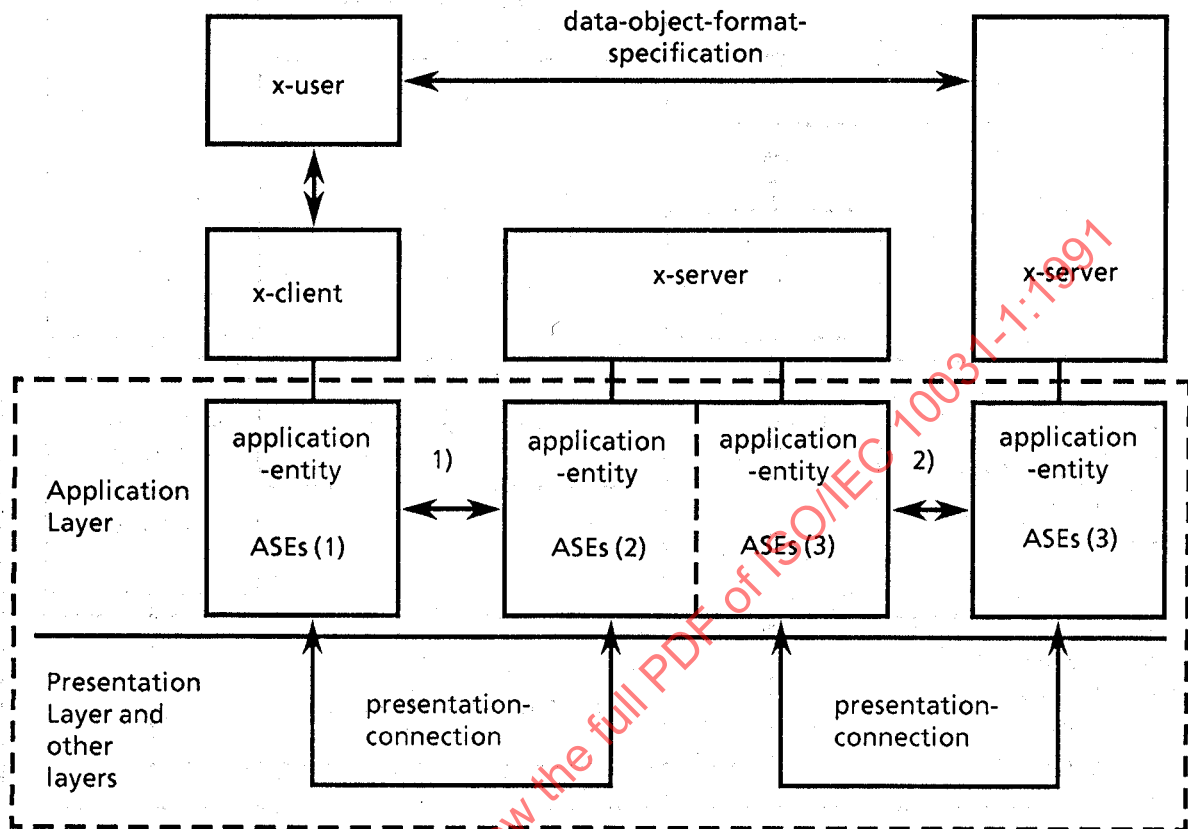 data-object-format-
specification
x-user
x-client
x-server
x-server
application
-entity
ASEs (1)
1)
application
-entity
ASEs (2)
application
-entity
ASEs (3)
2)
application
-entity
ASEs (3)
Application
Layer
Presentation
Layer and
other
layers
presentation-
connection
presentation-
connection
the full PDF of ISO/IEC 10031-1:1991